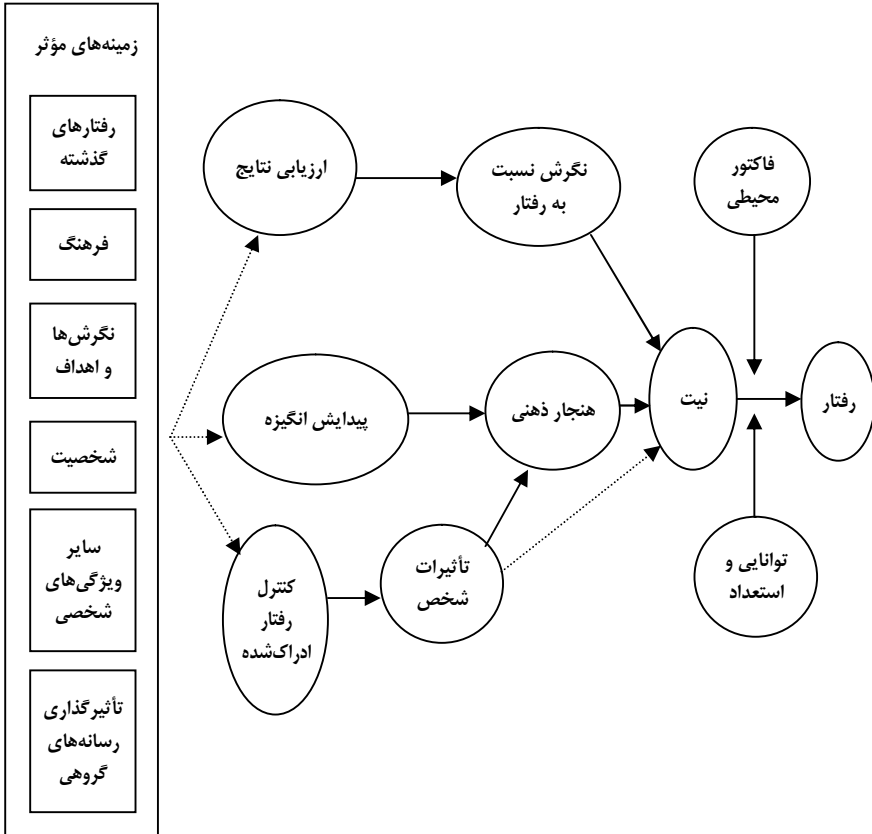 زمینه‌های مؤثر
رفتارهای
گذشته
فرهنگ
نگرش‌ها
و اهداف
شخصیت
سایر
ویژگی‌های
شخصی
تأثیرگذاری
رسانه‌های
گروهی
ارزیابی نتایج
نگرش نسبت
به رفتار
پیدایش انگیزه
هنجار ذهنی
کنترل
رفتار
ادراک‌شده
تأثیرات
شخص
نیت
فاکتور
محیطی
توانایی و
استعداد
رفتار